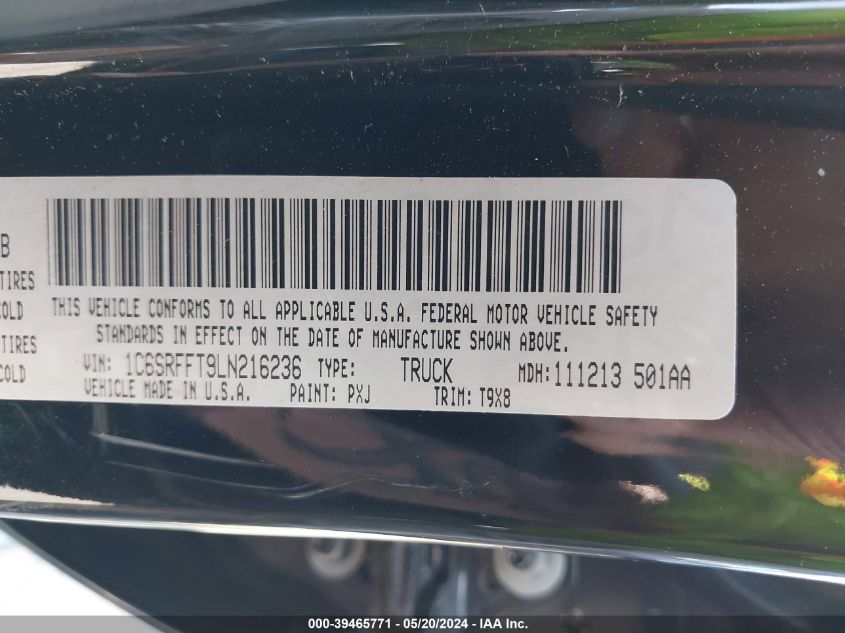 B
TIRES
COLD
TIRES
COLD
THIS VEHICLE CONFORMS TO ALL APPLICABLE U.S.A. FEDERAL MOTOR VEHICLE SAFETY
STANDARDS IN EFFECT ON THE DATE OF MANUFACTURE SHOWN ABOVE.
VIN: 1C6SRFFT9LN216236 TYPE: TRUCK MDH:111213 501AA
VEHICLE MADE IN U.S.A. PAINT: PXJ TRIM: T9X8
000-39465771 - 05/20/2024 - IAA Inc.